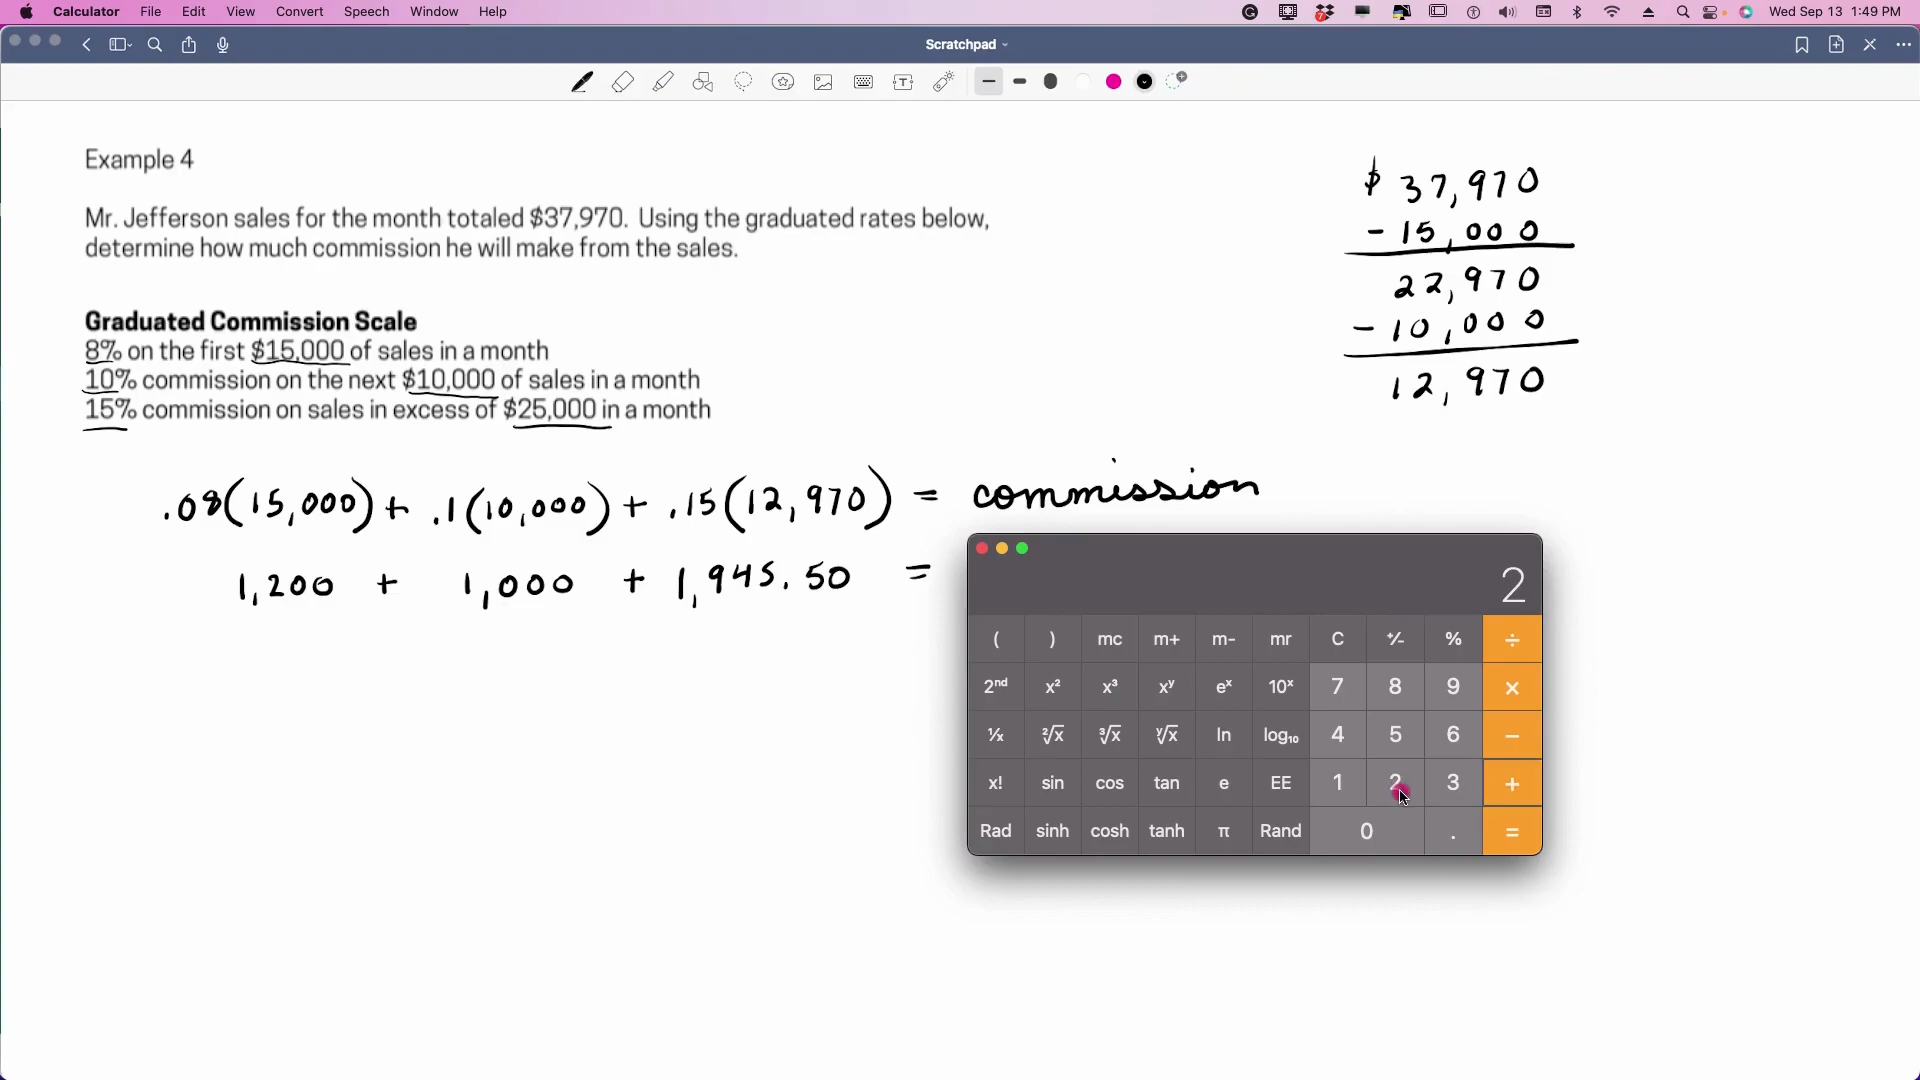 Calculator File Edit View Convert Speech Window Help Wed Sep 13 1:49 PM
Scratchpad
Example 4
Mr. Jefferson sales for the month totaled $37,970. Using the graduated rates below,
determine how much commission he will make from the sales.
Graduated Commission Scale
8% on the first $15,000 of sales in a month
10% commission on the next $10,000 of sales in a month
15% commission on sales in excess of $25,000 in a month
$ 37,970
- 15,000
22,970
- 10,000
12,970
.08(15,000) + .1(10,000) + .15(12,970) = commission
1,200 + 1,000 + 1,945.50 =
2
( ) mc m+ m- mr C +/- % ÷
2nd x² x³ xʸ eˣ 10ˣ 7 8 9 ×
1/x ²√x ³√x ʸ√x ln log₁₀ 4 5 6 −
x! sin cos tan e EE 1 2 3 +
Rad sinh cosh tanh π Rand 0 . =